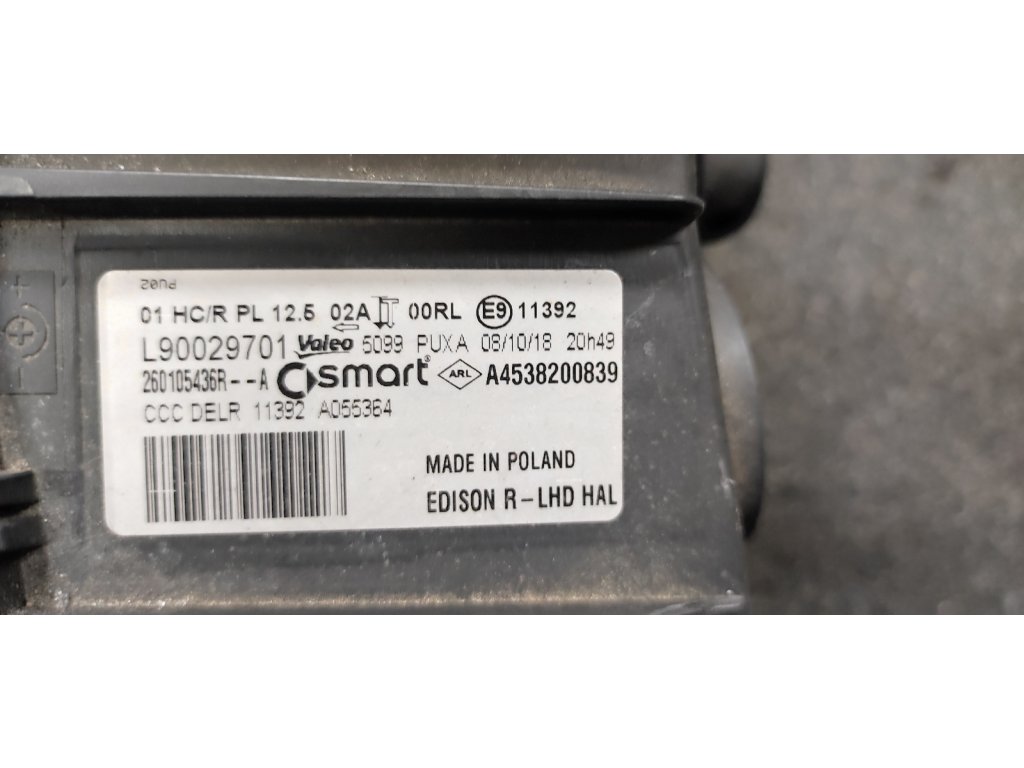 PU02
01 HC/R PL 12.5 02A 00RL E9 11392
L90029701 Valeo 5099 PUXA 08/10/18 20h49
260105436R--A smart® ARL A4538200839
CCC DELR 11392 A055364
MADE IN POLAND
EDISON R-LHD HAL